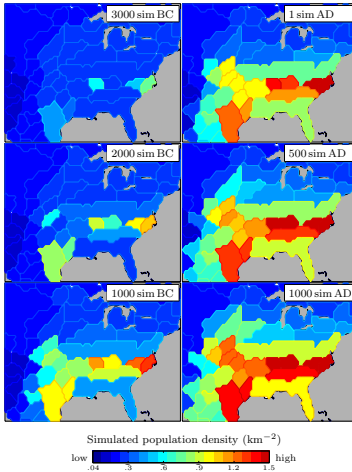 3000 sim BC
1 sim AD
2000 sim BC
500 sim AD
1000 sim BC
1000 sim AD
Simulated population density (km⁻²)
low high
.04 .3 .6 .9 1.2 1.5